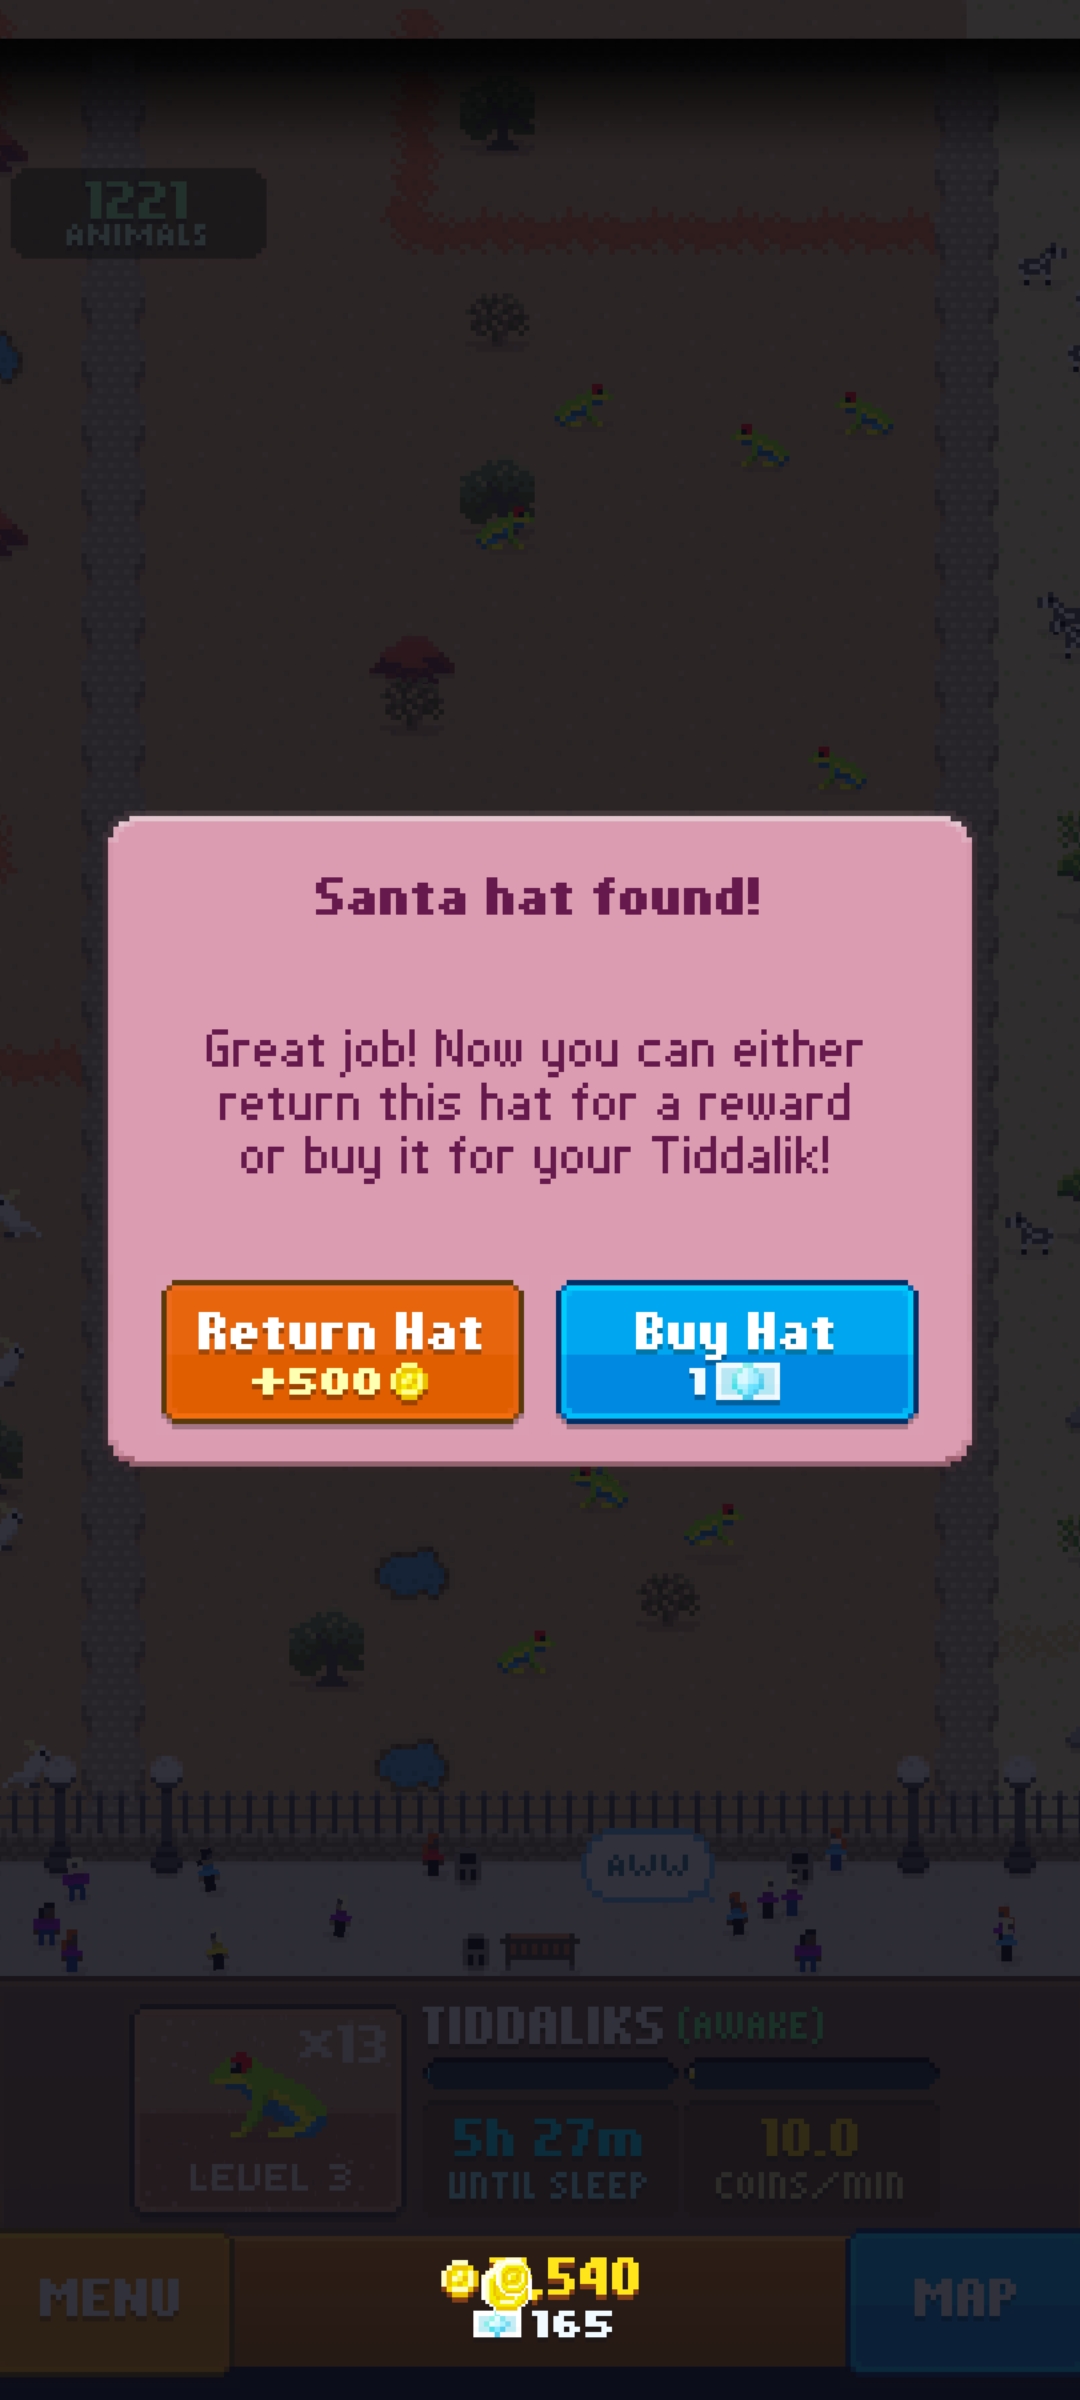 1221
ANIMALS
Santa hat found!
Great job! Now you can either
return this hat for a reward
or buy it for your Tiddalik!
Return Hat
+500
Buy Hat
1
AWW
x13
LEVEL 3
TIDDALIKS (AWAKE)
5h 27m
UNTIL SLEEP
10.0
COINS/MIN
MENU
540
165
MAP